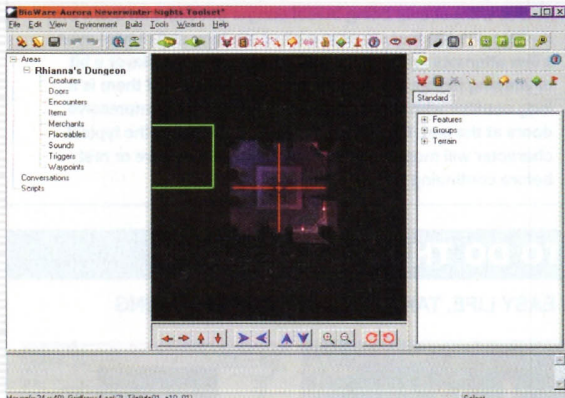 BioWare Aurora Neverwinter Nights Toolset*
File Edit View Environment Build Tools Wizards Help
Areas
Rhianna's Dungeon
Creatures
Doors
Encounters
Items
Merchants
Placeables
Sounds
Triggers
Waypoints
Conversations
Scripts
Standard
Features
Groups
Terrain
Select